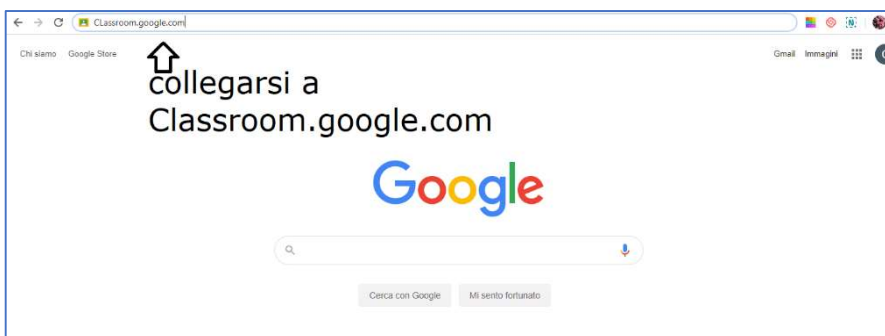 CLassroom.google.com
Chi siamo Google Store
Gmail Immagini
collegarsi a
Classroom.google.com
Google
Cerca con Google Mi sento fortunato